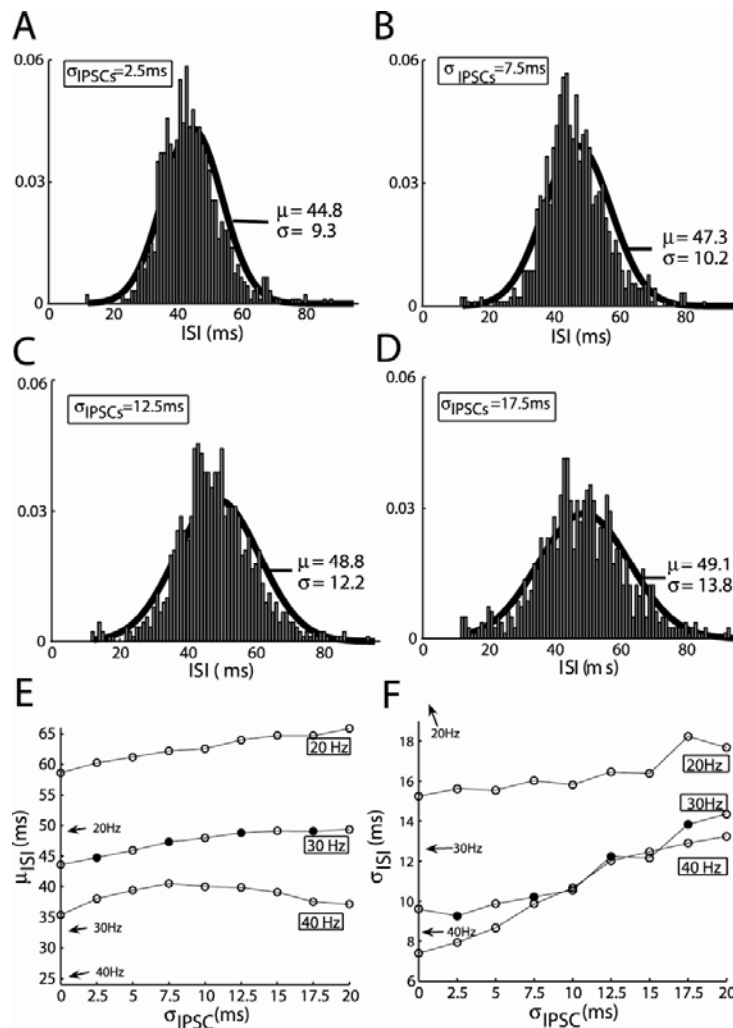 A
0.06
σIPSCs=2.5ms
0.03
μ = 44.8
σ = 9.3
0
0 20 40 60 80
ISI (ms)
B
0.06
σ IPSCs=7.5ms
0.03
μ = 47.3
σ = 10.2
0
0 20 40 60 80
ISI (ms)
C
0.06
σIPSCs=12.5ms
0.03
μ = 48.8
σ = 12.2
0
0 20 40 60 80
ISI ( ms)
D
0.06
σIPSCs=17.5ms
0.03
μ = 49.1
σ = 13.8
0
0 20 40 60 80
ISI (m s)
E
μISI(ms)
65
60
55
50
45
40
35
30
24
20 Hz
20Hz
30 Hz
40 Hz
30Hz
40Hz
0 2.5 5 7.5 10 12.5 15 17.5 20
σIPSC(ms)
F
σISI(ms)
20Hz
18
16
14
12
10
8
6
20Hz
30Hz
30Hz
40 Hz
40Hz
0 2.5 5 7.5 10 12.5 15 17.5 20
σIPSC(ms)